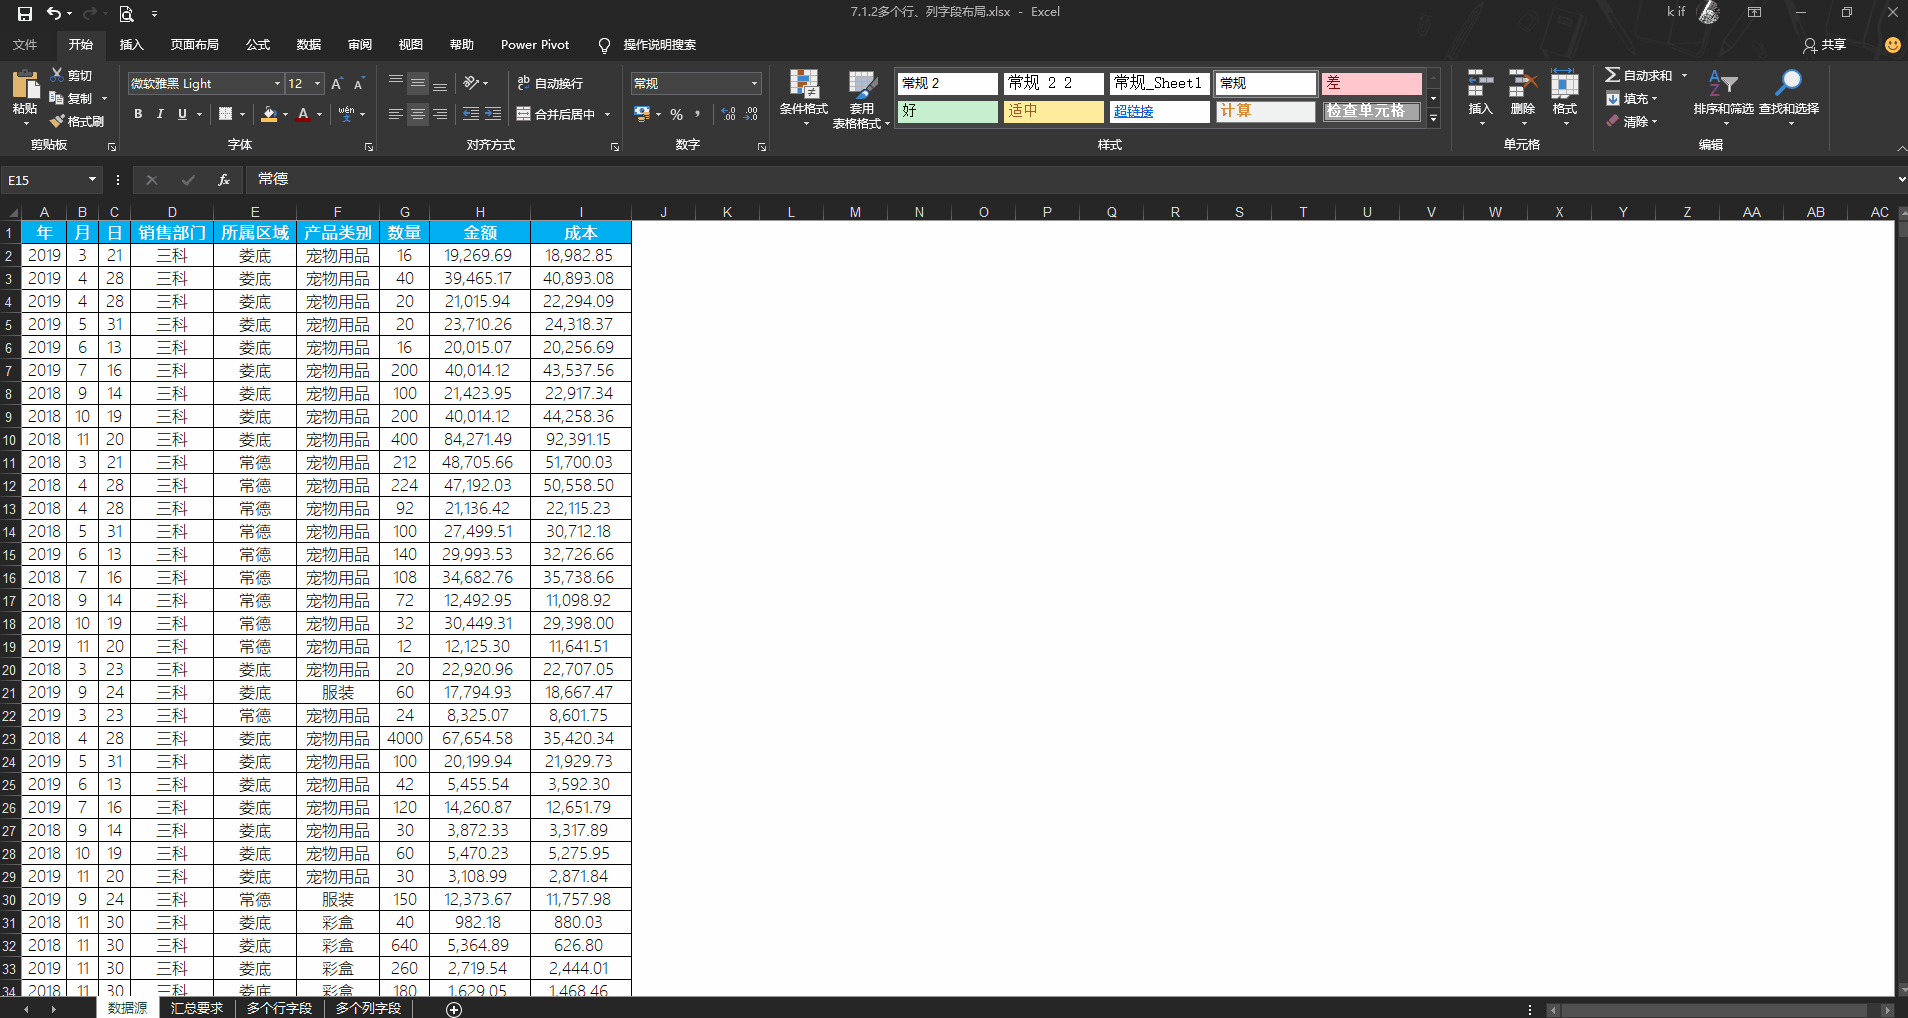 7.1.2多个行、列字段布局.xlsx - Excel
k if
文件 开始 插入 页面布局 公式 数据 审阅 视图 帮助 Power Pivot 操作说明搜索 共享
粘贴 剪切 复制 格式刷 剪贴板
微软雅黑 Light 12 A A
B I U A wén 文 字体
ab 自动换行
合并后居中 对齐方式
常规
% , 数字
条件格式 套用 表格格式
常规 2 常规 2 2 常规_Sheet1 常规 差
好 适中 超链接 计算 检查单元格
样式
插入 删除 格式 单元格
自动求和 填充 清除 排序和筛选 查找和选择 编辑
E15 fx 常德
A B C D E F G H I J K L M N O P Q R S T U V W X Y Z AA AB AC
1 年 月 日 销售部门 所属区域 产品类别 数量 金额 成本
2 2019 3 21 三科 娄底 宠物用品 16 19,269.69 18,982.85
3 2019 4 28 三科 娄底 宠物用品 40 39,465.17 40,893.08
4 2019 4 28 三科 娄底 宠物用品 20 21,015.94 22,294.09
5 2019 5 31 三科 娄底 宠物用品 20 23,710.26 24,318.37
6 2019 6 13 三科 娄底 宠物用品 16 20,015.07 20,256.69
7 2019 7 16 三科 娄底 宠物用品 200 40,014.12 43,537.56
8 2018 9 14 三科 娄底 宠物用品 100 21,423.95 22,917.34
9 2018 10 19 三科 娄底 宠物用品 200 40,014.12 44,258.36
10 2018 11 20 三科 娄底 宠物用品 400 84,271.49 92,391.15
11 2018 3 21 三科 常德 宠物用品 212 48,705.66 51,700.03
12 2018 4 28 三科 常德 宠物用品 224 47,192.03 50,558.50
13 2018 4 28 三科 常德 宠物用品 92 21,136.42 22,115.23
14 2018 5 31 三科 常德 宠物用品 100 27,499.51 30,712.18
15 2019 6 13 三科 常德 宠物用品 140 29,993.53 32,726.66
16 2018 7 16 三科 常德 宠物用品 108 34,682.76 35,738.66
17 2018 9 14 三科 常德 宠物用品 72 12,492.95 11,098.92
18 2018 10 19 三科 常德 宠物用品 32 30,449.31 29,398.00
19 2019 11 20 三科 常德 宠物用品 12 12,125.30 11,641.51
20 2018 3 23 三科 娄底 宠物用品 20 22,920.96 22,707.05
21 2019 9 24 三科 娄底 服装 60 17,794.93 18,667.47
22 2019 3 23 三科 常德 宠物用品 24 8,325.07 8,601.75
23 2018 4 28 三科 娄底 宠物用品 4000 67,654.58 35,420.34
24 2019 5 31 三科 娄底 宠物用品 100 20,199.94 21,929.73
25 2019 6 13 三科 娄底 宠物用品 42 5,455.54 3,592.30
26 2019 7 16 三科 娄底 宠物用品 120 14,260.87 12,651.79
27 2018 9 14 三科 娄底 宠物用品 30 3,872.33 3,317.89
28 2018 10 19 三科 娄底 宠物用品 60 5,470.23 5,275.95
29 2019 11 20 三科 娄底 宠物用品 30 3,108.99 2,871.84
30 2019 9 24 三科 常德 服装 150 12,373.67 11,757.98
31 2018 11 30 三科 娄底 彩盒 40 982.18 880.03
32 2018 11 30 三科 娄底 彩盒 640 5,364.89 626.80
33 2019 11 30 三科 娄底 彩盒 260 2,719.54 2,444.01
34 2018 11 30 三科 娄底 彩盒 180 1,629.05 1,468.46
数据源 汇总要求 多个行字段 多个列字段